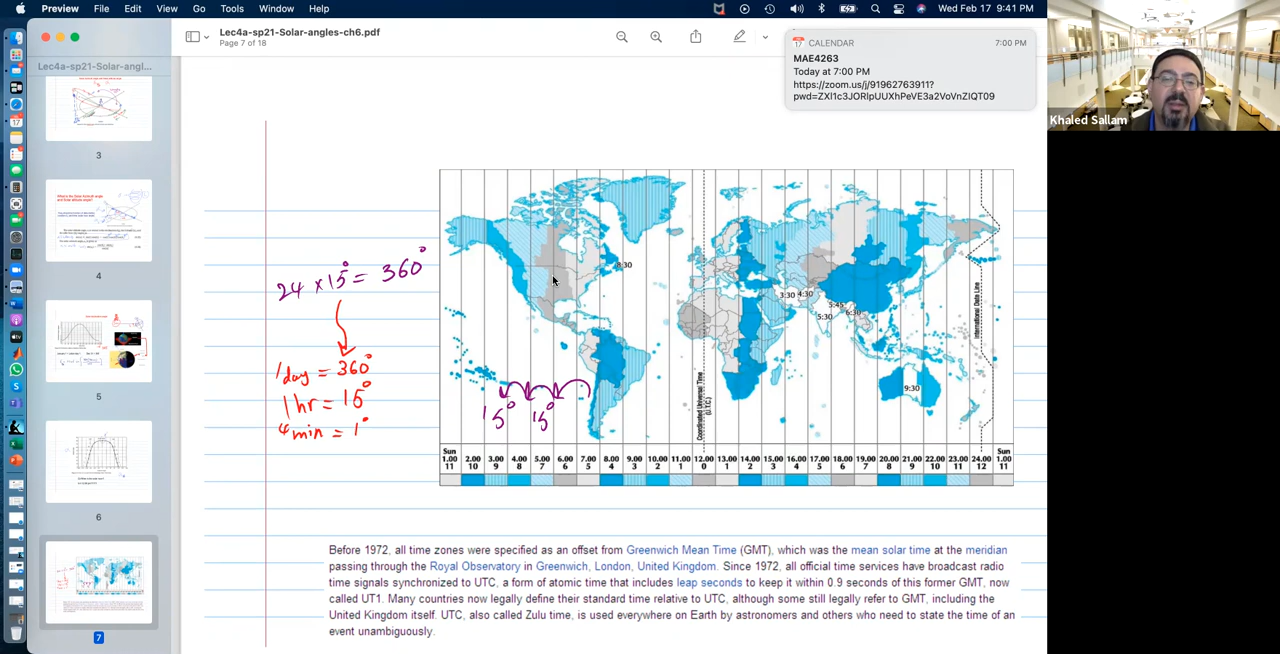 Preview File Edit View Go Tools Window Help
Wed Feb 17 9:41 PM
Lec4a-sp21-Solar-ang...
3
4
5
6
7
Lec4a-sp21-Solar-angles-ch6.pdf
Page 7 of 18
CALENDAR 7:00 PM
MAE4263
Today at 7:00 PM
https://zoom.us/j/91962763911?
pwd=ZXl1c3JORlpUUXhPeVE3a2VoVnZIQT09
Khaled Sallam
24 × 15° = 360°
1 day = 360°
1 hr = 15°
4 min = 1°
15° 15°
8:30
3:30 4:30
5:45
5:30
6:30
9:30
International Date Line
Coordinated Universal Time
(U.T.C.)
Sun
1.00 2.00 3.00 4.00 5.00 6.00 7.00 8.00 9.00 10.00 11.00 12.00 13.00 14.00 15.00 16.00 17.00 18.00 19.00 20.00 21.00 22.00 23.00 24.00
Sun
1.00
11 10 9 8 7 6 5 4 3 2 1 0 1 2 3 4 5 6 7 8 9 10 11 12 11
Before 1972, all time zones were specified as an offset from Greenwich Mean Time (GMT), which was the mean solar time at the meridian
passing through the Royal Observatory in Greenwich, London, United Kingdom. Since 1972, all official time services have broadcast radio
time signals synchronized to UTC, a form of atomic time that includes leap seconds to keep it within 0.9 seconds of this former GMT, now
called UT1. Many countries now legally define their standard time relative to UTC, although some still legally refer to GMT, including the
United Kingdom itself. UTC, also called Zulu time, is used everywhere on Earth by astronomers and others who need to state the time of an
event unambiguously.